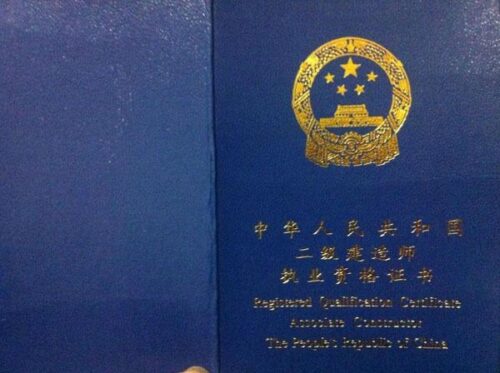 中华人民共和国
二级建造师
执业资格证书
Registered Qualification Certificare
Associate Constructor
The People's Republic of China